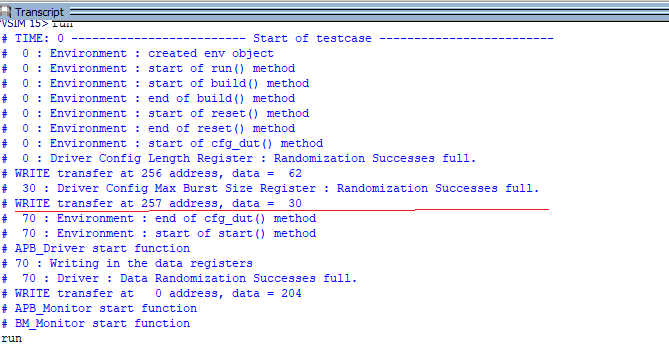 Transcript
VSIM 15> run
# TIME: 0 ------------------------- Start of testcase -------------------------
# 0 : Environment : created env object
# 0 : Environment : start of run() method
# 0 : Environment : start of build() method
# 0 : Environment : end of build() method
# 0 : Environment : start of reset() method
# 0 : Environment : end of reset() method
# 0 : Environment : start of cfg_dut() method
# 0 : Driver Config Length Register : Randomization Successes full.
# WRITE transfer at 256 address, data = 62
# 30 : Driver Config Max Burst Size Register : Randomization Successes full.
# WRITE transfer at 257 address, data = 30
# 70 : Environment : end of cfg_dut() method
# 70 : Environment : start of start() method
# APB_Driver start function
# 70 : Writing in the data registers
# 70 : Driver : Data Randomization Successes full.
# WRITE transfer at 0 address, data = 204
# APB_Monitor start function
# BM_Monitor start function
run